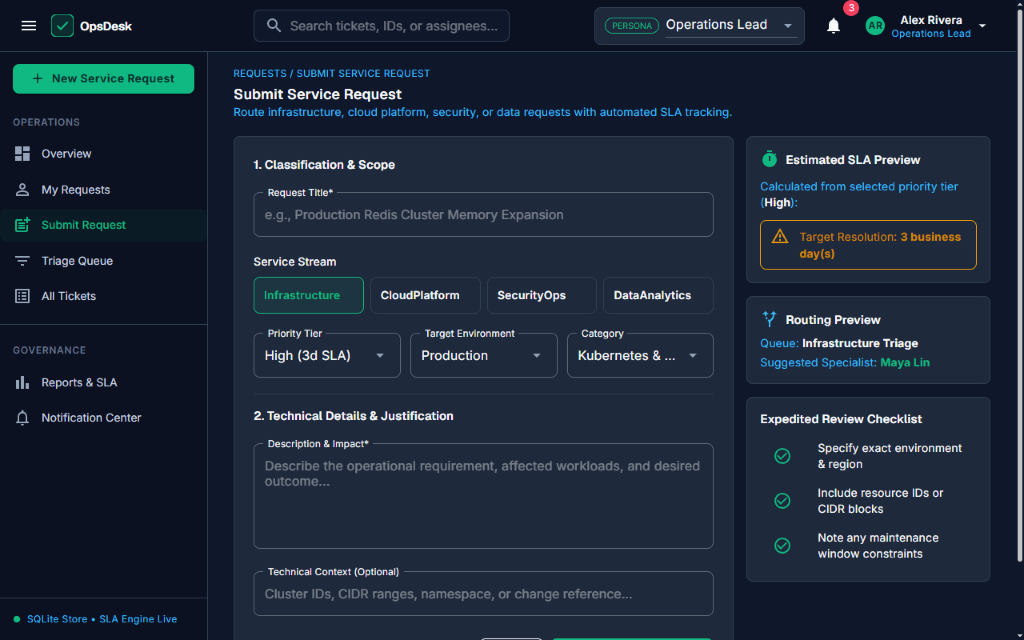 OpsDesk
Search tickets, IDs, or assignees...
PERSONA
Operations Lead
3
AR
Alex Rivera
Operations Lead
New Service Request
OPERATIONS
Overview
My Requests
Submit Request
Triage Queue
All Tickets
GOVERNANCE
Reports & SLA
Notification Center
SQLite Store • SLA Engine Live
REQUESTS / SUBMIT SERVICE REQUEST
Submit Service Request
Route infrastructure, cloud platform, security, or data requests with automated SLA tracking.
1. Classification & Scope
Request Title*
e.g., Production Redis Cluster Memory Expansion
Service Stream
Infrastructure
CloudPlatform
SecurityOps
DataAnalytics
Priority Tier
High (3d SLA)
Target Environment
Production
Category
Kubernetes & ...
2. Technical Details & Justification
Description & Impact*
Describe the operational requirement, affected workloads, and desired
outcome...
Technical Context (Optional)
Cluster IDs, CIDR ranges, namespace, or change reference...
Estimated SLA Preview
Calculated from selected priority tier
(High):
Target Resolution: 3 business
day(s)
Routing Preview
Queue: Infrastructure Triage
Suggested Specialist: Maya Lin
Expedited Review Checklist
Specify exact environment
& region
Include resource IDs or
CIDR blocks
Note any maintenance
window constraints